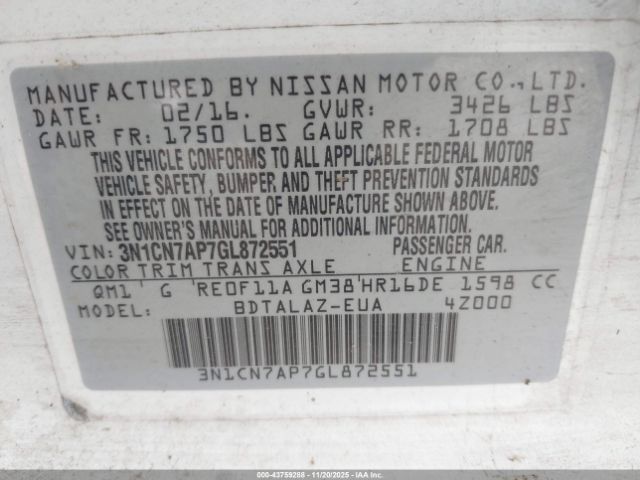 MANUFACTURED BY NISSAN MOTOR CO., LTD.
DATE: 02/16. GVWR: 3426 LBS
GAWR FR: 1750 LBS GAWR RR: 1708 LBS
THIS VEHICLE CONFORMS TO ALL APPLICABLE FEDERAL MOTOR
VEHICLE SAFETY, BUMPER, AND THEFT PREVENTION STANDARDS
IN EFFECT ON THE DATE OF MANUFACTURE SHOWN ABOVE.
SEE OWNER'S MANUAL FOR ADDITIONAL INFORMATION.
VIN: 3N1CN7AP7GL872551 PASSENGER CAR.
COLOR TRIM TRANS AXLE ENGINE
QM1 G RE0F11A GM38 HR16DE 1598 CC
MODEL: BDTALAZ-EUA 4Z000
3N1CN7AP7GL872551
000-43759288 - 11/20/2025 - IAAI.COM